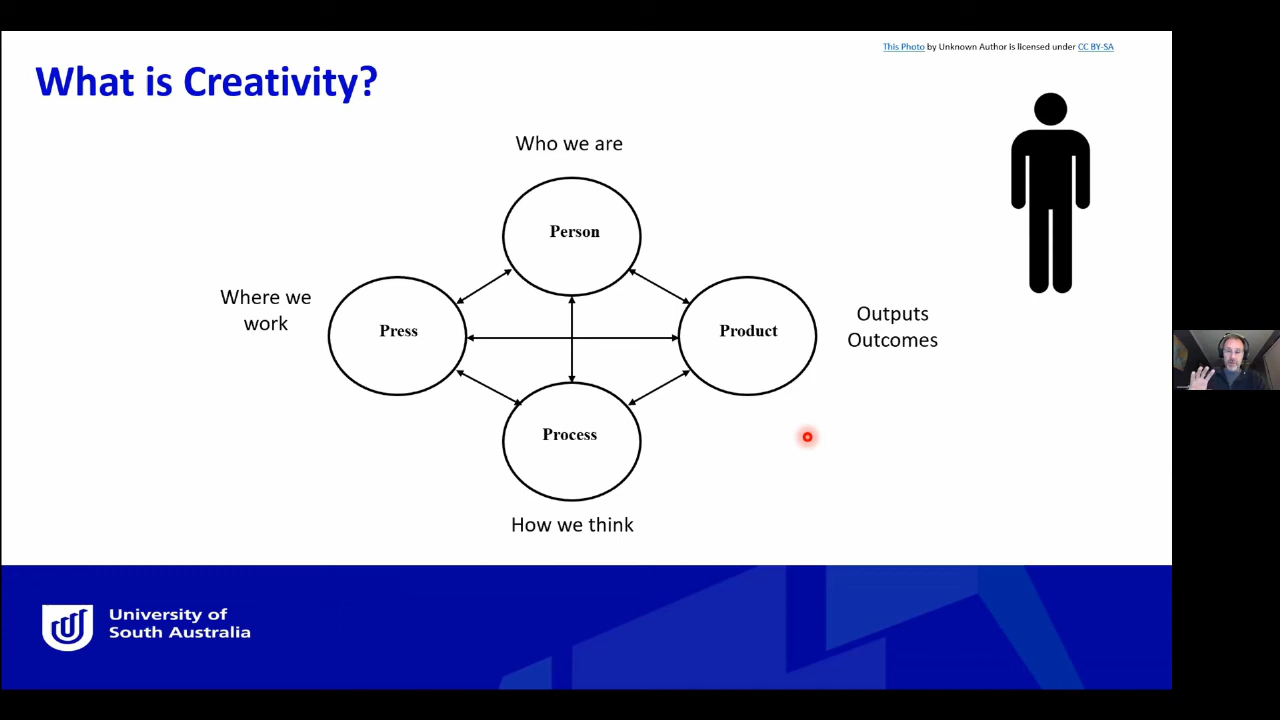 This Photo by Unknown Author is licensed under CC BY-SA
What is Creativity?
Who we are
Person
Where we
work
Press
Product
Outputs
Outcomes
Process
How we think
University of
South Australia